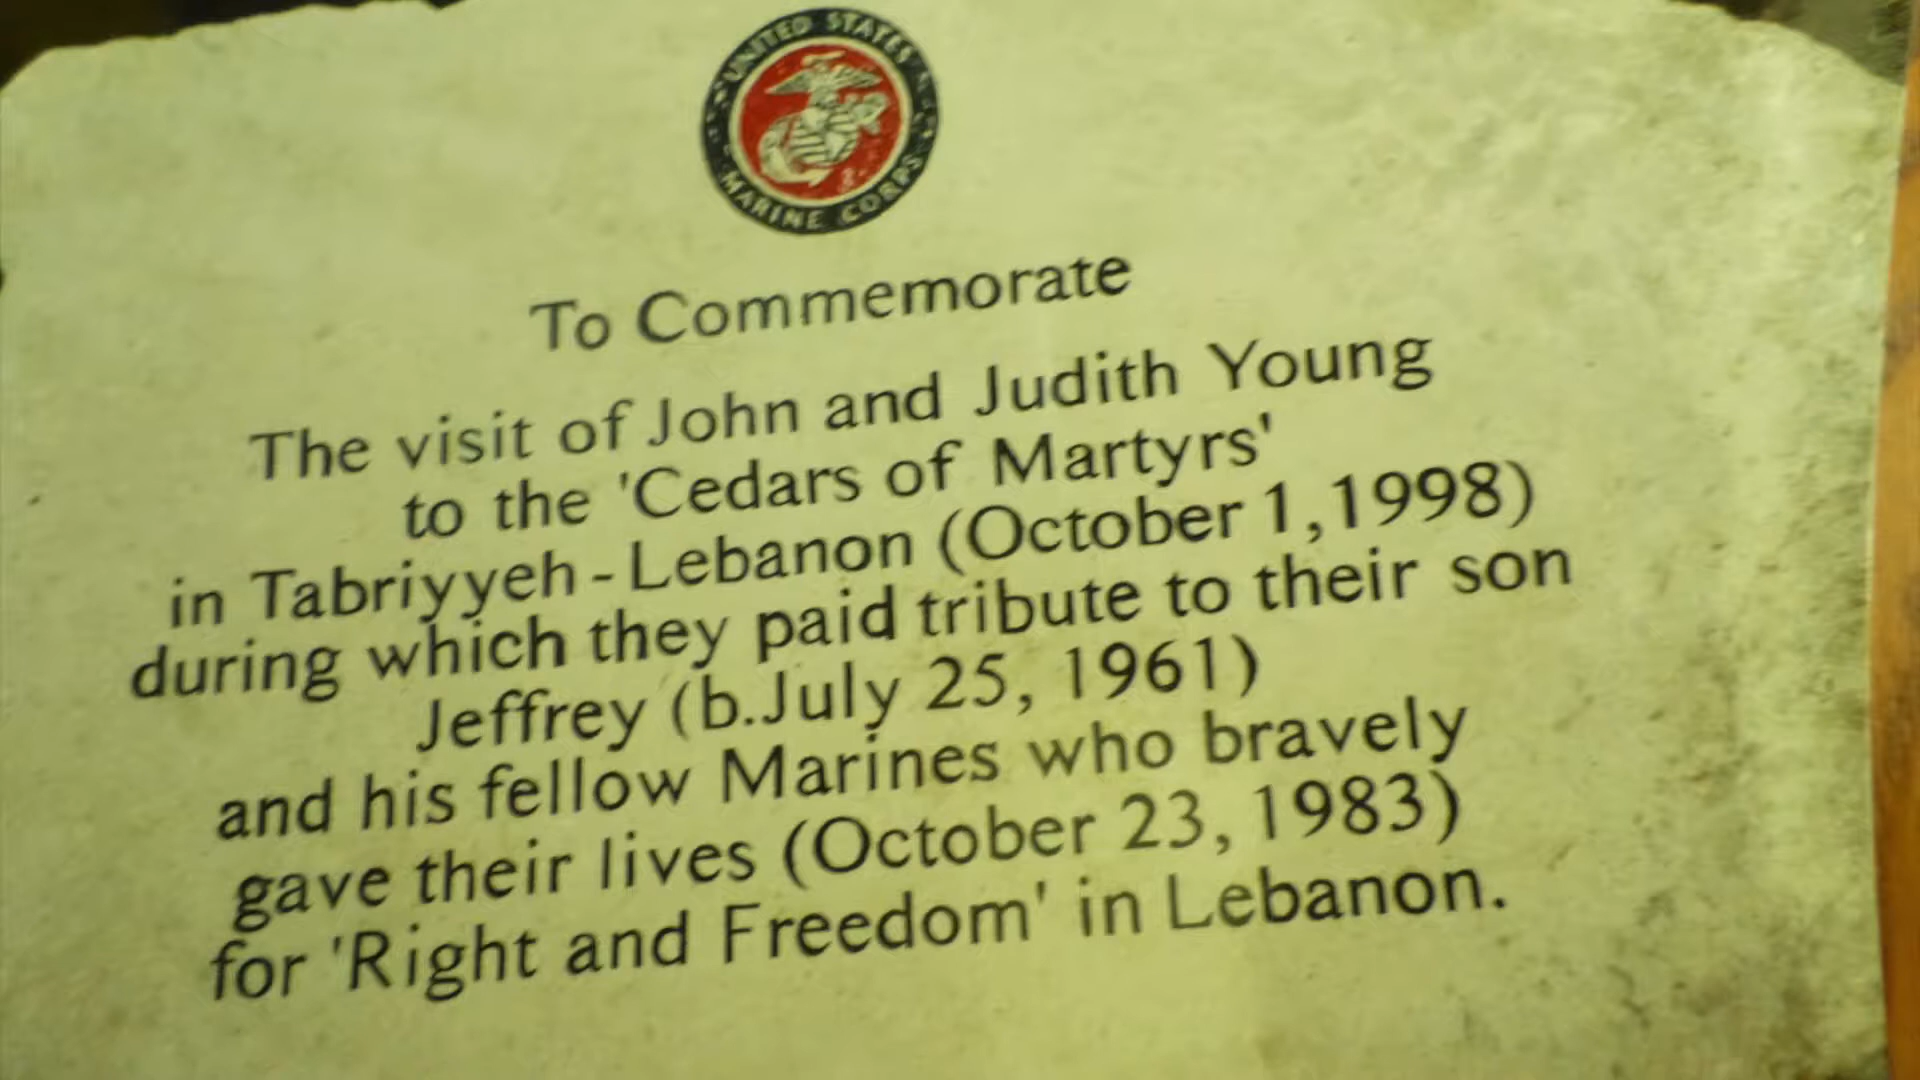 UNITED STATES
MARINE CORPS
To Commemorate
The visit of John and Judith Young
to the 'Cedars of Martyrs'
in Tabriyyeh - Lebanon (October 1,1998)
during which they paid tribute to their son
Jeffrey (b.July 25, 1961)
and his fellow Marines who bravely
gave their lives (October 23, 1983)
for 'Right and Freedom' in Lebanon.